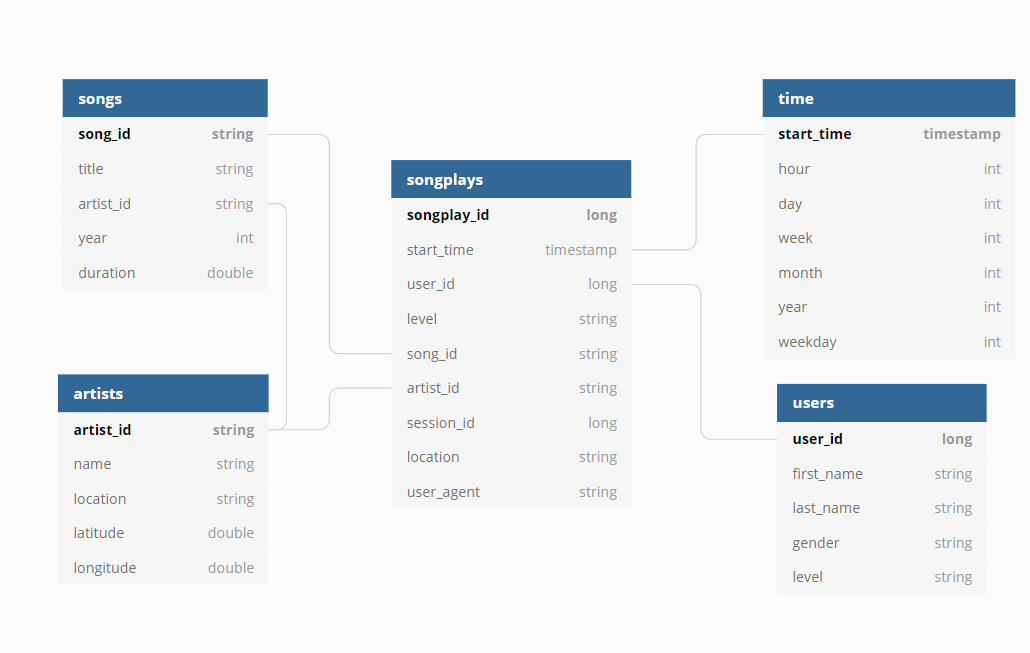 songs
song_id string
title string
artist_id string
year int
duration double
artists
artist_id string
name string
location string
latitude double
longitude double
songplays
songplay_id long
start_time timestamp
user_id long
level string
song_id string
artist_id string
session_id long
location string
user_agent string
time
start_time timestamp
hour int
day int
week int
month int
year int
weekday int
users
user_id long
first_name string
last_name string
gender string
level string